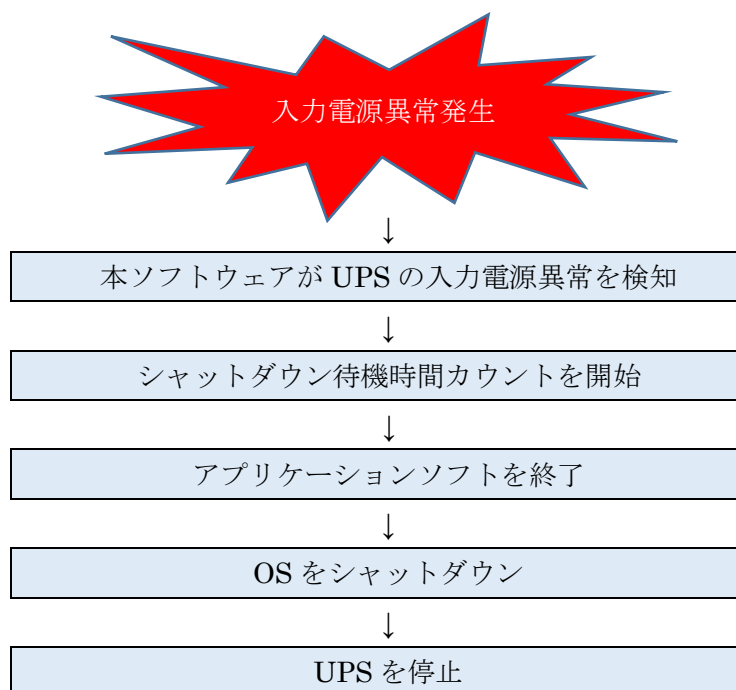 入力電源異常発生
↓
本ソフトウェアが UPS の入力電源異常を検知
↓
シャットダウン待機時間カウントを開始
↓
アプリケーションソフトを終了
↓
OS をシャットダウン
↓
UPS を停止